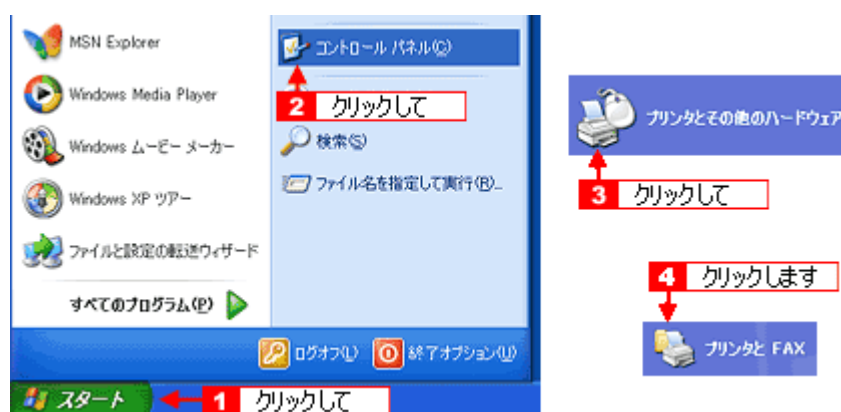 MSN Explorer
Windows Media Player
Windows ムービー メーカー
Windows XP ツアー
ファイルと設定の転送ウィザード
すべてのプログラム(P)
コントロール パネル(C)
2 クリックして
検索(S)
ファイル名を指定して実行(R)...
ログオフ(L)
終了オプション(U)
スタート
1 クリックして
プリンタとその他のハードウェア
3 クリックして
4 クリックします
プリンタと FAX